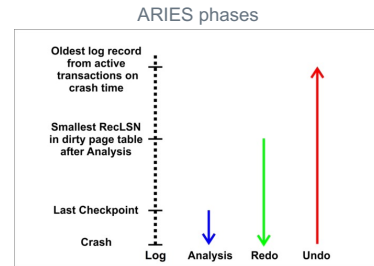 ARIES phases
Oldest log record
from active
transactions on
crash time
Smallest RecLSN
in dirty page table
after Analysis
Last Checkpoint
Crash
Log Analysis Redo Undo